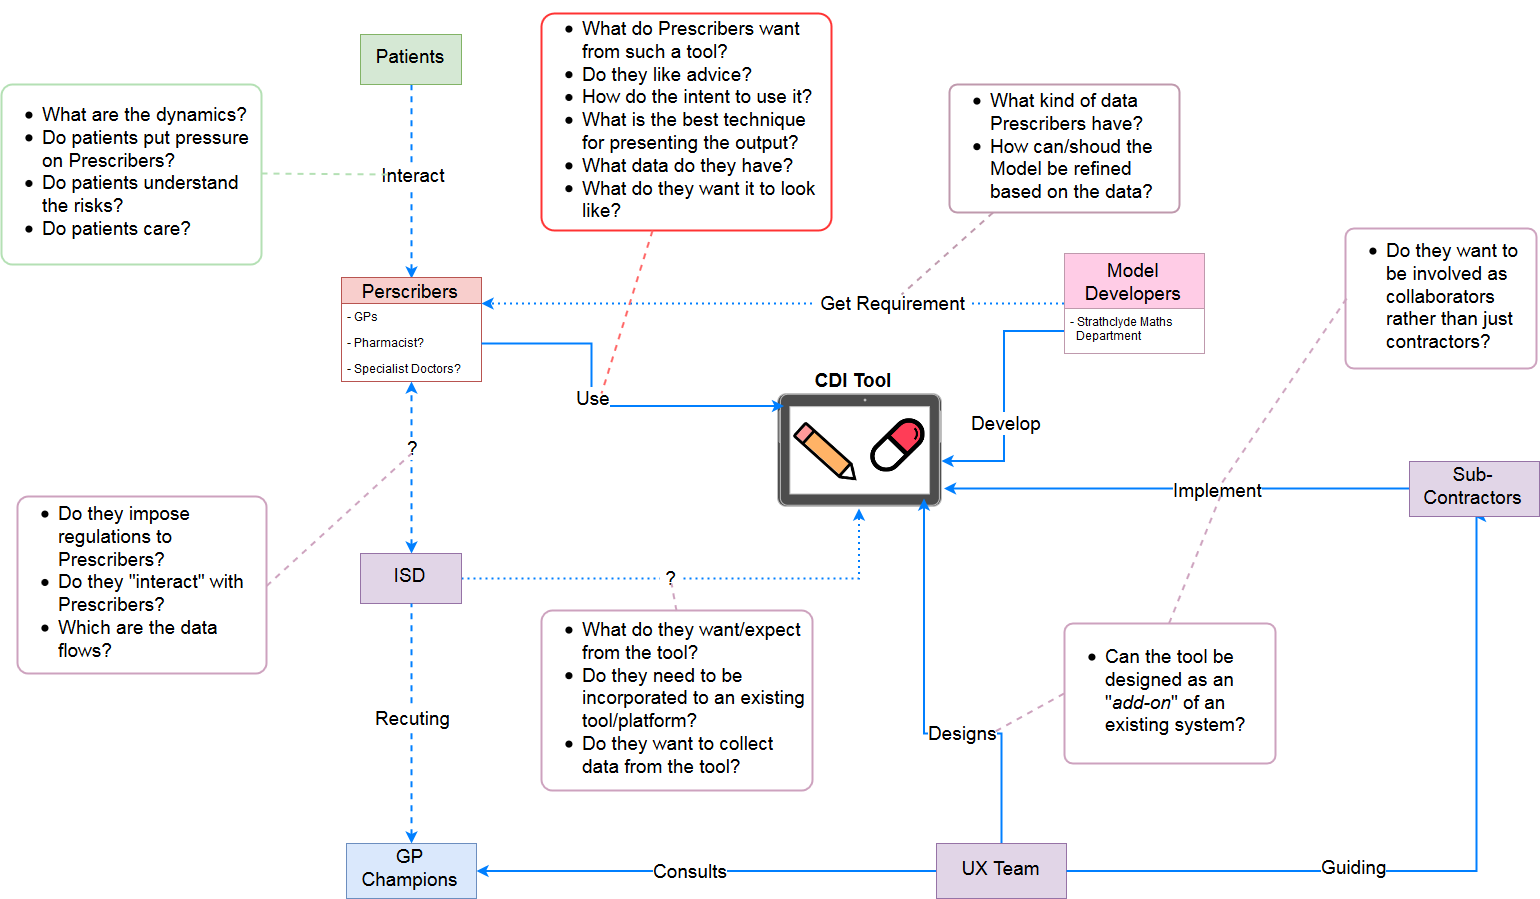 Patients
What are the dynamics?
Do patients put pressure
on Prescribers?
Do patients understand
the risks?
Do patients care?
Interact
What do Prescribers want
from such a tool?
Do they like advice?
How do the intent to use it?
What is the best technique
for presenting the output?
What data do they have?
What do they want it to look
like?
What kind of data
Prescribers have?
How can/shoud the
Model be refined
based on the data?
Do they want to
be involved as
collaborators
rather than just
contractors?
Perscribers
- GPs
- Pharmacist?
- Specialist Doctors?
Get Requirement
Model
Developers
- Strathclyde Maths
Department
Use
CDI Tool
Develop
?
Implement
Sub-
Contractors
Do they impose
regulations to
Prescribers?
Do they "interact" with
Prescribers?
Which are the data
flows?
ISD
?
What do they want/expect
from the tool?
Do they need to be
incorporated to an existing
tool/platform?
Do they want to collect
data from the tool?
Can the tool be
designed as an
"add-on" of an
existing system?
Recuting
Designs
GP
Champions
Consults
UX Team
Guiding